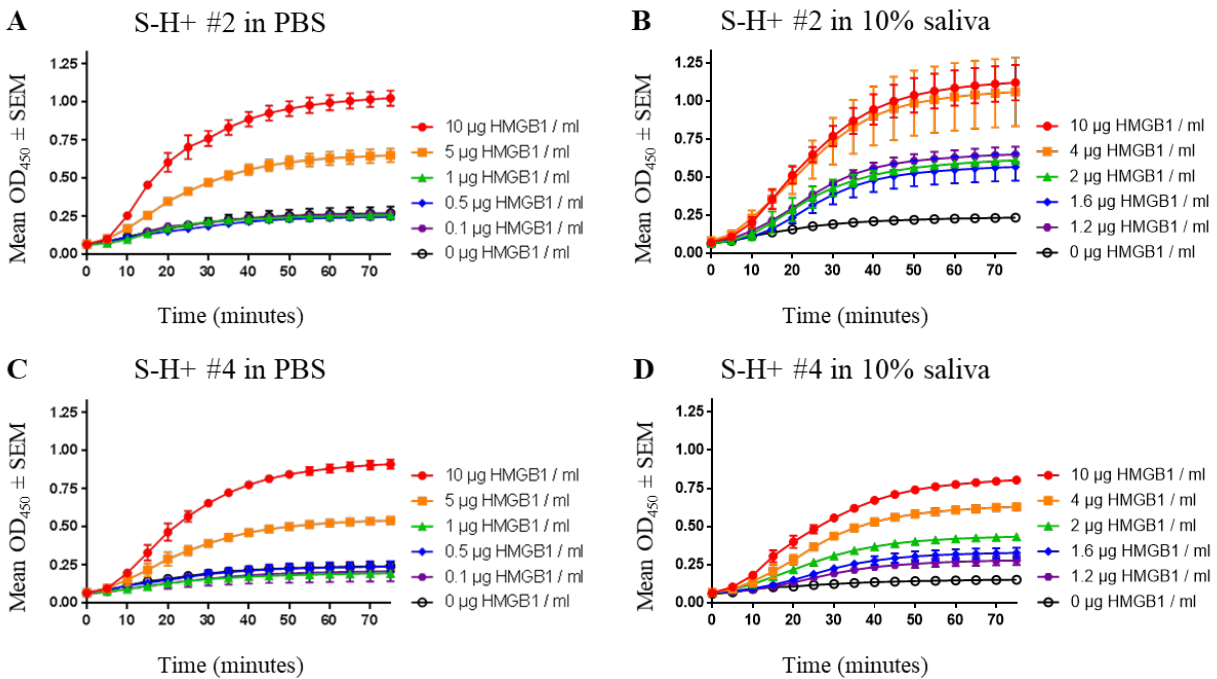 A S-H+ #2 in PBS
Mean OD450 ± SEM
1.25
1.00
0.75
0.50
0.25
0.00
0 10 20 30 40 50 60 70
Time (minutes)
10 µg HMGB1 / ml
5 µg HMGB1 / ml
1 µg HMGB1 / ml
0.5 µg HMGB1 / ml
0.1 µg HMGB1 / ml
0 µg HMGB1 / ml
B S-H+ #2 in 10% saliva
Mean OD450 ± SEM
1.25
1.00
0.75
0.50
0.25
0.00
0 10 20 30 40 50 60 70
Time (minutes)
10 µg HMGB1 / ml
4 µg HMGB1 / ml
2 µg HMGB1 / ml
1.6 µg HMGB1 / ml
1.2 µg HMGB1 / ml
0 µg HMGB1 / ml
C S-H+ #4 in PBS
Mean OD450 ± SEM
1.25
1.00
0.75
0.50
0.25
0.00
0 10 20 30 40 50 60 70
Time (minutes)
10 µg HMGB1 / ml
5 µg HMGB1 / ml
1 µg HMGB1 / ml
0.5 µg HMGB1 / ml
0.1 µg HMGB1 / ml
0 µg HMGB1 / ml
D S-H+ #4 in 10% saliva
Mean OD450 ± SEM
1.25
1.00
0.75
0.50
0.25
0.00
0 10 20 30 40 50 60 70
Time (minutes)
10 µg HMGB1 / ml
4 µg HMGB1 / ml
2 µg HMGB1 / ml
1.6 µg HMGB1 / ml
1.2 µg HMGB1 / ml
0 µg HMGB1 / ml